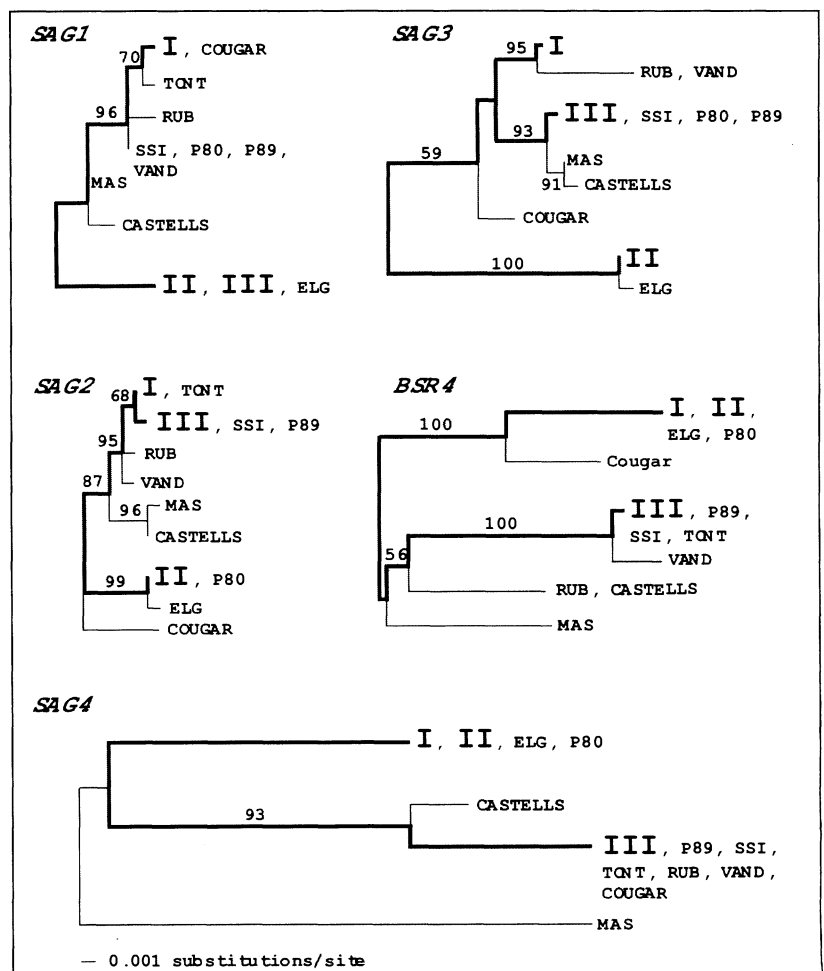 SAG1
70
I, COUGAR
TONT
96
RUB
SSI, P80, P89,
VAND
MAS
CASTELLS
II, III, ELG
SAG3
95
I
RUB, VAND
III, SSI, P80, P89
93
MAS
91
CASTELLS
59
COUGAR
100
II
ELG
SAG2
68
I, TONT
III, SSI, P89
95
RUB
VAND
87
96
MAS
CASTELLS
99
II, P80
ELG
COUGAR
BSR4
100
I, II,
ELG, P80
Cougar
100
III, P89,
SSI, TONT
VAND
56
RUB, CASTELLS
MAS
SAG4
I, II, ELG, P80
93
CASTELLS
III, P89, SSI,
TONT, RUB, VAND,
COUGAR
MAS
— 0.001 substitutions/site